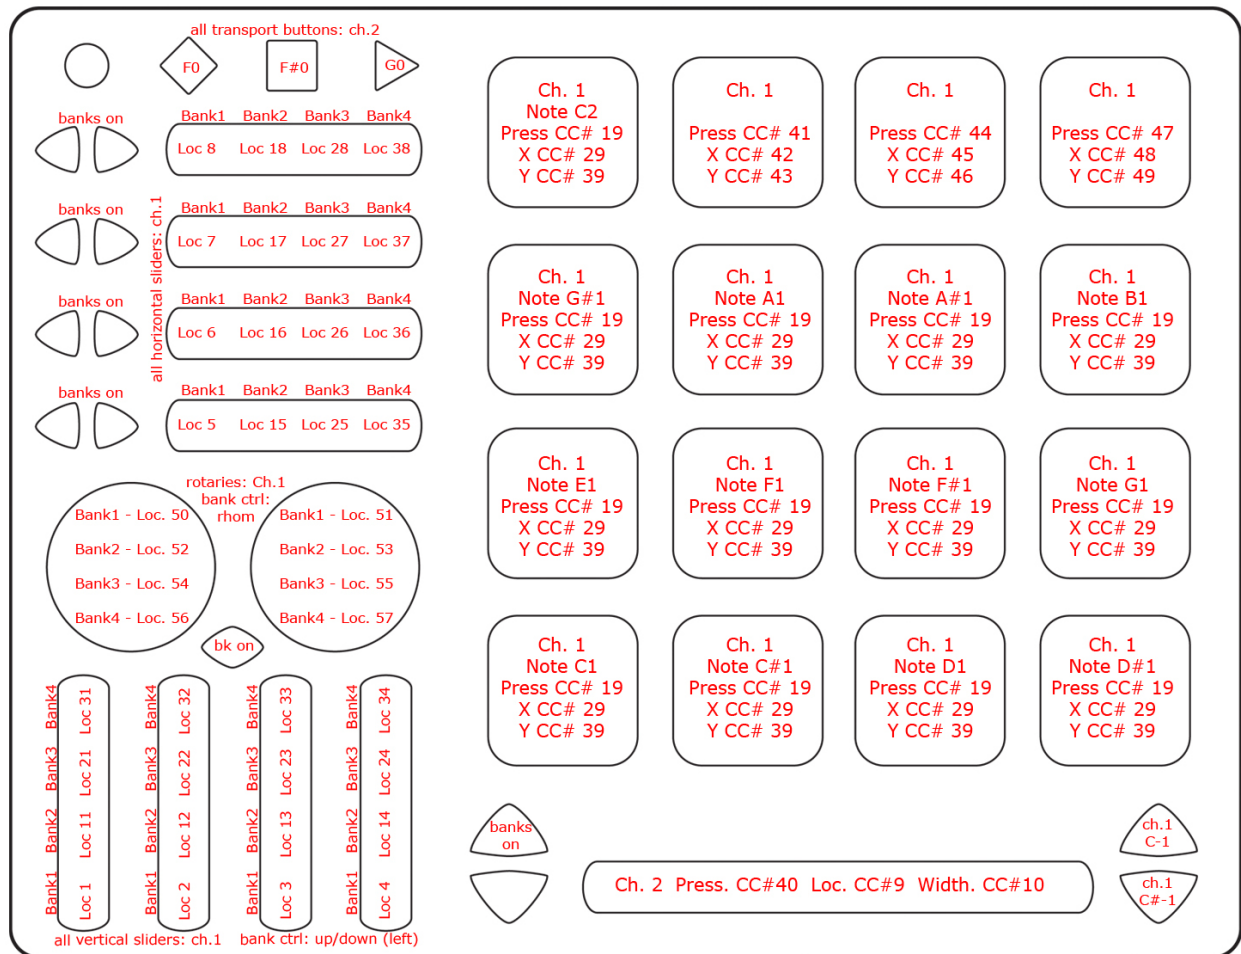 all transport buttons: ch.2
F0
F#0
G0
banks on
Bank1 Bank2 Bank3 Bank4
Loc 8 Loc 18 Loc 28 Loc 38
banks on
Bank1 Bank2 Bank3 Bank4
Loc 7 Loc 17 Loc 27 Loc 37
banks on
Bank1 Bank2 Bank3 Bank4
Loc 6 Loc 16 Loc 26 Loc 36
banks on
Bank1 Bank2 Bank3 Bank4
Loc 5 Loc 15 Loc 25 Loc 35
all horizontal sliders: ch.1
rotaries: Ch.1
bank ctrl:
rhom
Bank1 - Loc. 50
Bank2 - Loc. 52
Bank3 - Loc. 54
Bank4 - Loc. 56
Bank1 - Loc. 51
Bank2 - Loc. 53
Bank3 - Loc. 55
Bank4 - Loc. 57
bk on
Bank1 Bank2 Bank3 Bank4
Loc 1 Loc 11 Loc 21 Loc 31
Bank1 Bank2 Bank3 Bank4
Loc 2 Loc 12 Loc 22 Loc 32
Bank1 Bank2 Bank3 Bank4
Loc 3 Loc 13 Loc 23 Loc 33
Bank1 Bank2 Bank3 Bank4
Loc 4 Loc 14 Loc 24 Loc 34
all vertical sliders: ch.1
bank ctrl: up/down (left)
Ch. 1
Note C2
Press CC# 19
X CC# 29
Y CC# 39
Ch. 1
Press CC# 41
X CC# 42
Y CC# 43
Ch. 1
Press CC# 44
X CC# 45
Y CC# 46
Ch. 1
Press CC# 47
X CC# 48
Y CC# 49
Ch. 1
Note G#1
Press CC# 19
X CC# 29
Y CC# 39
Ch. 1
Note A1
Press CC# 19
X CC# 29
Y CC# 39
Ch. 1
Note A#1
Press CC# 19
X CC# 29
Y CC# 39
Ch. 1
Note B1
Press CC# 19
X CC# 29
Y CC# 39
Ch. 1
Note E1
Press CC# 19
X CC# 29
Y CC# 39
Ch. 1
Note F1
Press CC# 19
X CC# 29
Y CC# 39
Ch. 1
Note F#1
Press CC# 19
X CC# 29
Y CC# 39
Ch. 1
Note G1
Press CC# 19
X CC# 29
Y CC# 39
Ch. 1
Note C1
Press CC# 19
X CC# 29
Y CC# 39
Ch. 1
Note C#1
Press CC# 19
X CC# 29
Y CC# 39
Ch. 1
Note D1
Press CC# 19
X CC# 29
Y CC# 39
Ch. 1
Note D#1
Press CC# 19
X CC# 29
Y CC# 39
banks
on
Ch. 2 Press. CC#40 Loc. CC#9 Width. CC#10
ch.1
C-1
ch.1
C#-1